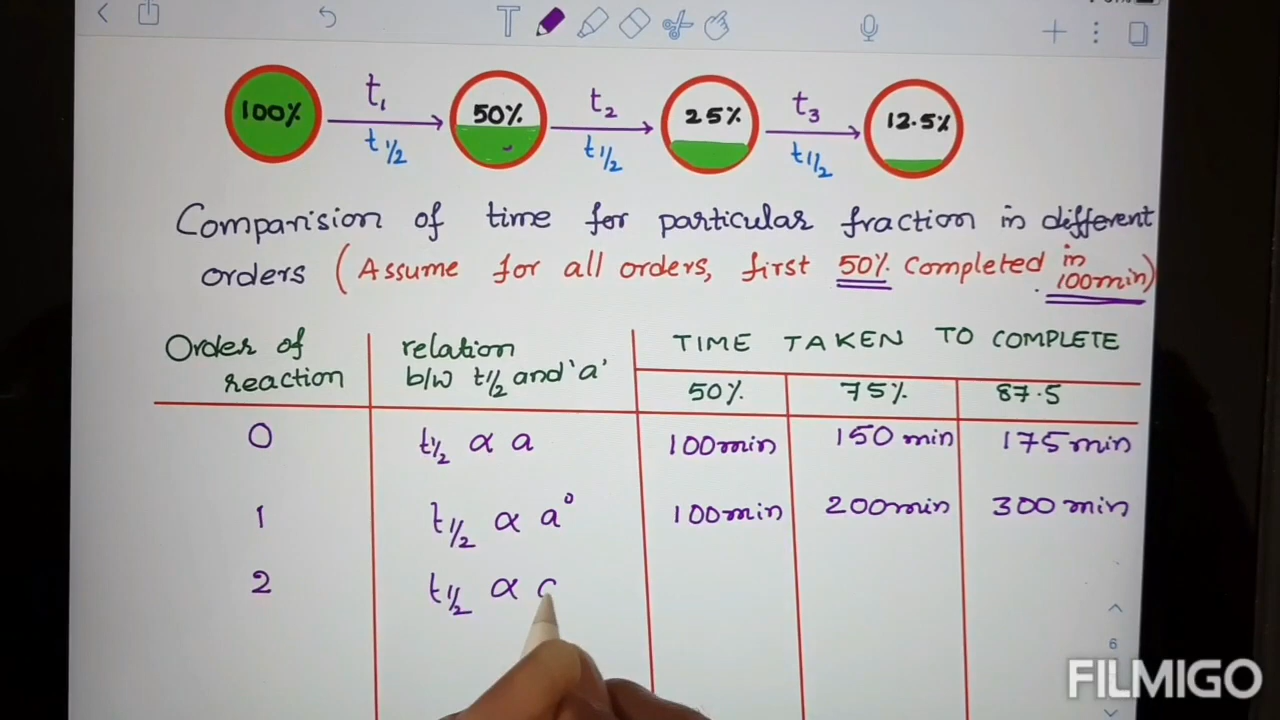 100% t₁ 50% t₂ 25% t₃ 12.5%
t1/2 t1/2 t1/2
Comparision of time for particular fraction in different
orders (Assume for all orders, first 50% Completed in
100min)
Order of reaction
relation b/w t1/2 and 'a'
TIME TAKEN TO COMPLETE
50% 75% 87.5
0 t1/2 ∝ a 100min 150 min 175min
1 t1/2 ∝ a⁰ 100min 200min 300 min
2 t1/2 ∝
6
FILMIGO